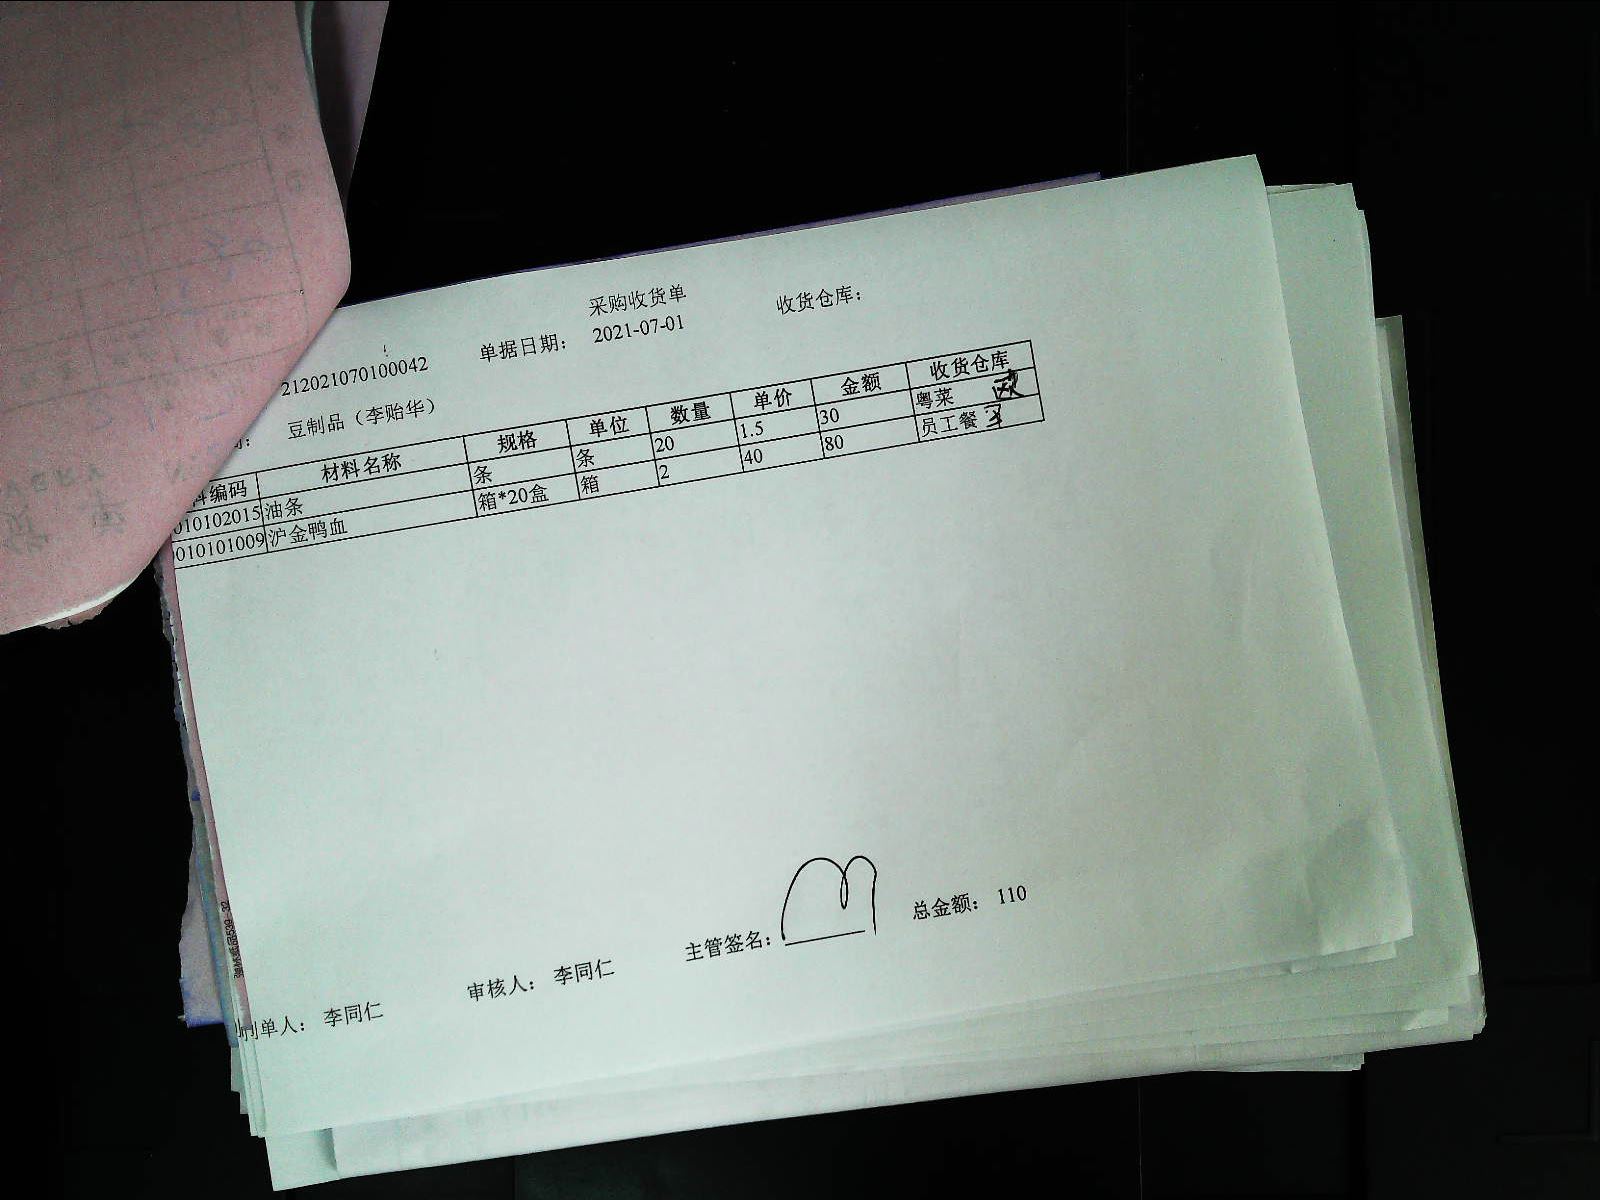 采购收货单
212021070100042 单据日期： 2021-07-01 收货仓库：
豆制品（李贻华）
编码 材料名称 规格 单位 数量 单价 金额 收货仓库
010102015 油条 条 条 20 1.5 30 粤菜
010101009 沪金鸭血 箱*20盒 箱 2 40 80 员工餐
制单人： 李同仁 审核人： 李同仁 主管签名： 总金额： 110